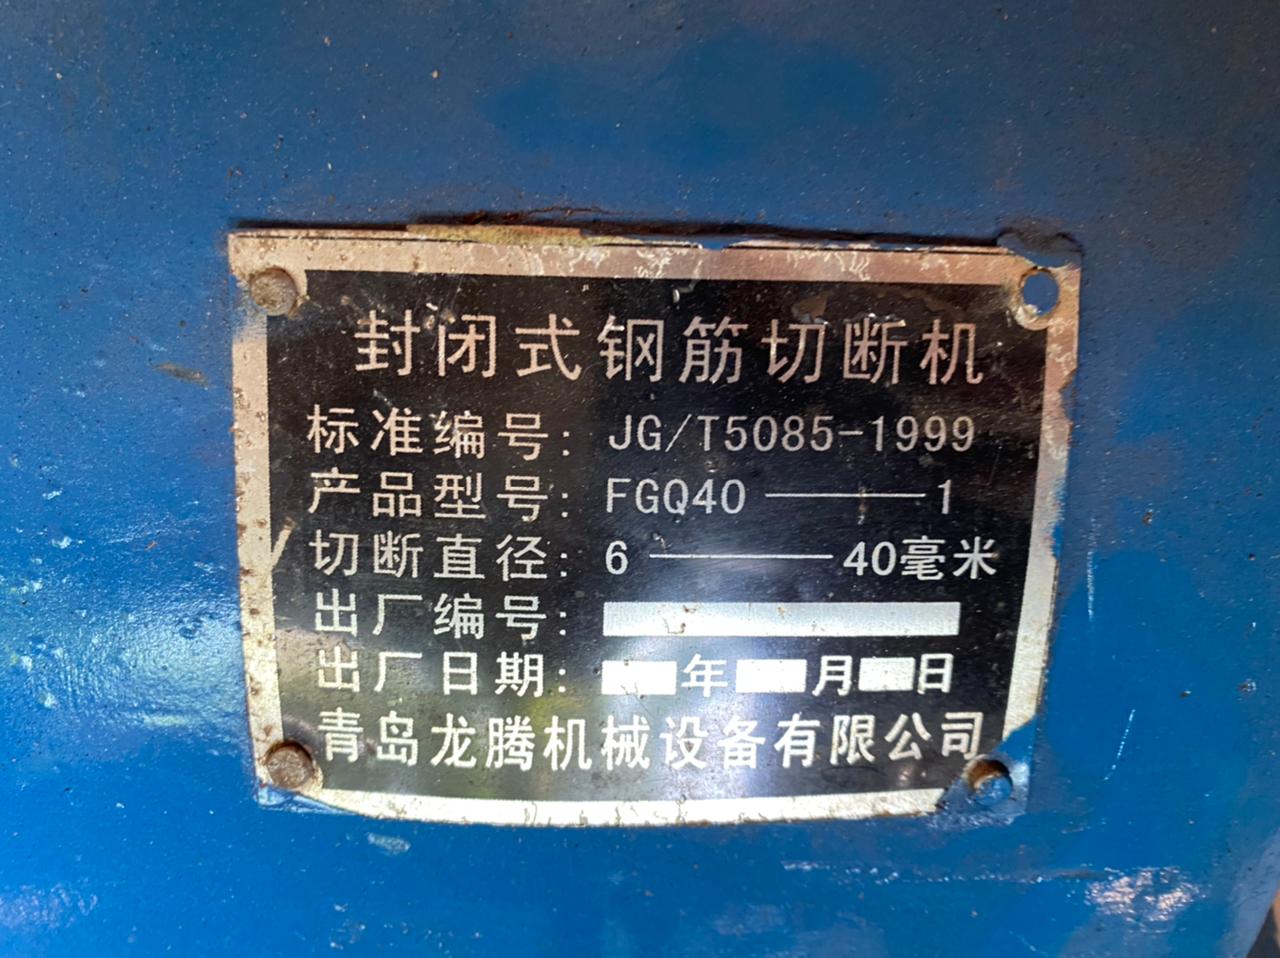 封闭式钢筋切断机
标准编号: JG/T5085-1999
产品型号: FGQ40——1
切断直径: 6——40毫米
出厂编号:
出厂日期: 年 月 日
青岛龙腾机械设备有限公司